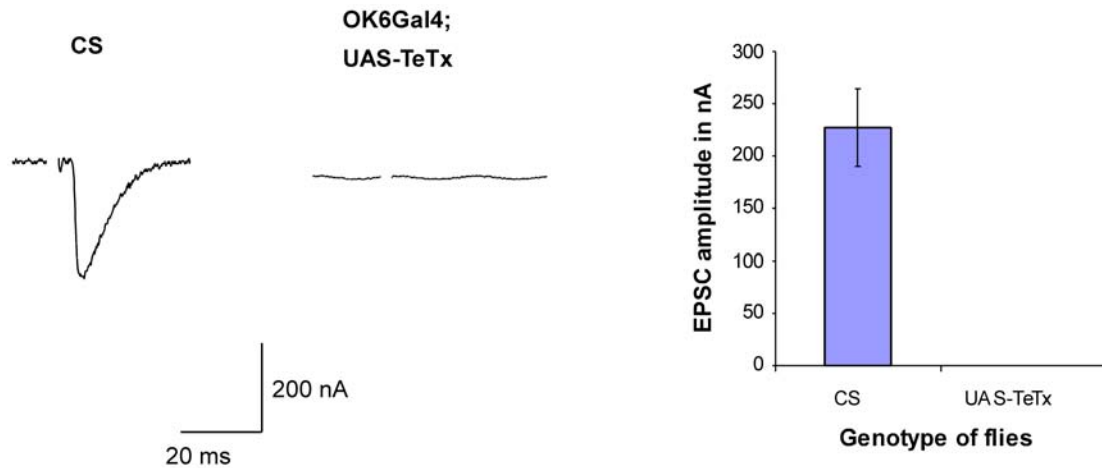 CS
OK6Gal4;
UAS-TeTx
200 nA
20 ms
EPSC amplitude in nA
300
250
200
150
100
50
0
CS
UAS-TeTx
Genotype of flies